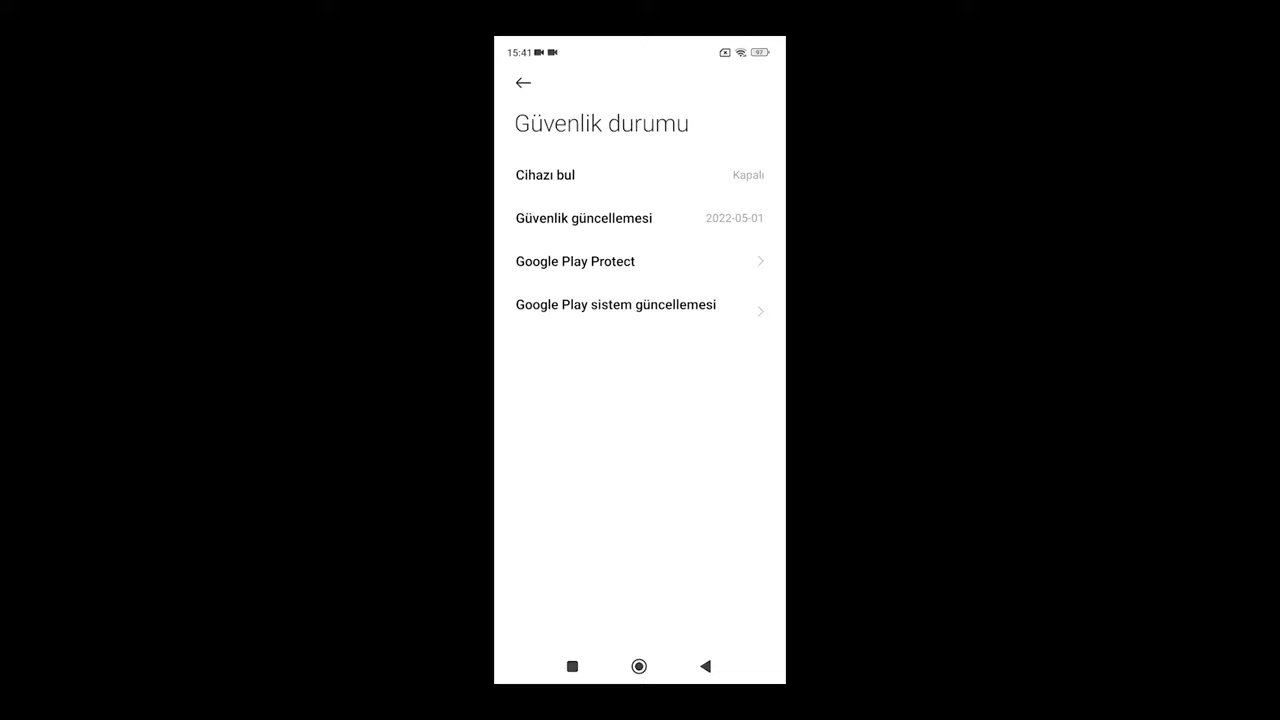 15:41
97
Güvenlik durumu
Cihazı bul Kapalı
Güvenlik güncellemesi 2022-05-01
Google Play Protect
Google Play sistem güncellemesi